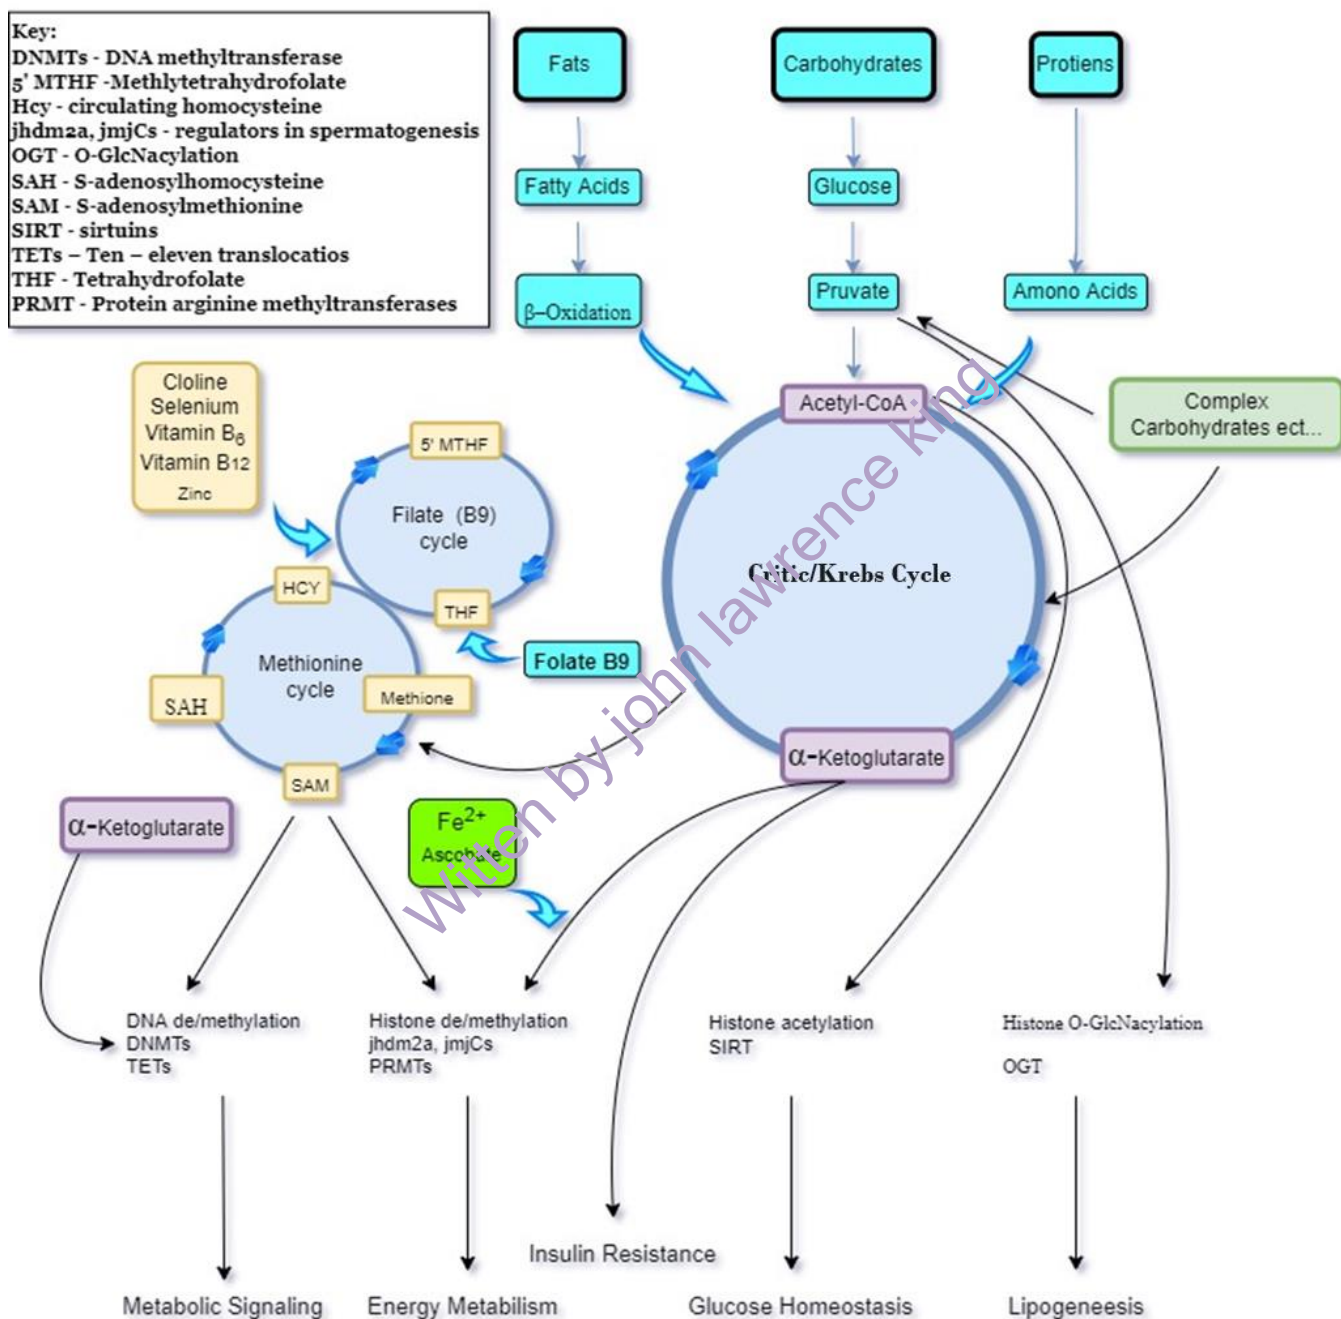 Key:
DNMTs - DNA methyltransferase
5' MTHF -Methlytetrahydrofolate
Hcy - circulating homocysteine
jhdm2a, jmjCs - regulators in spermatogenesis
OGT - O-GlcNacylation
SAH - S-adenosylhomocysteine
SAM - S-adenosylmethionine
SIRT - sirtuins
TETs – Ten – eleven translocatios
THF - Tetrahydrofolate
PRMT - Protein arginine methyltransferases
Fats
Carbohydrates
Protiens
Fatty Acids
Glucose
β–Oxidation
Pruvate
Amono Acids
Acetyl-CoA
Complex
Carbohydrates ect...
Cloline
Selenium
Vitamin B6
Vitamin B12
Zinc
5' MTHF
Filate (B9)
cycle
THF
Folate B9
HCY
Methionine
cycle
SAH
Methione
SAM
Critic/Krebs Cycle
α-Ketoglutarate
α-Ketoglutarate
Fe2+
Ascobate
Witten by john lawrence king
DNA de/methylation
DNMTs
TETs
Histone de/methylation
jhdm2a, jmjCs
PRMTs
Histone acetylation
SIRT
Histone O-GlcNacylation
OGT
Insulin Resistance
Metabolic Signaling
Energy Metabilism
Glucose Homeostasis
Lipogeneesis